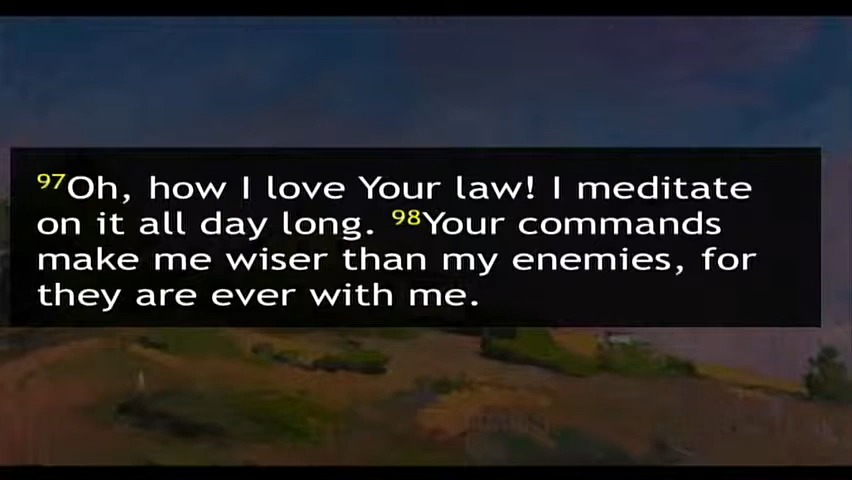 97Oh, how I love Your law! I meditate
on it all day long. 98Your commands
make me wiser than my enemies, for
they are ever with me.